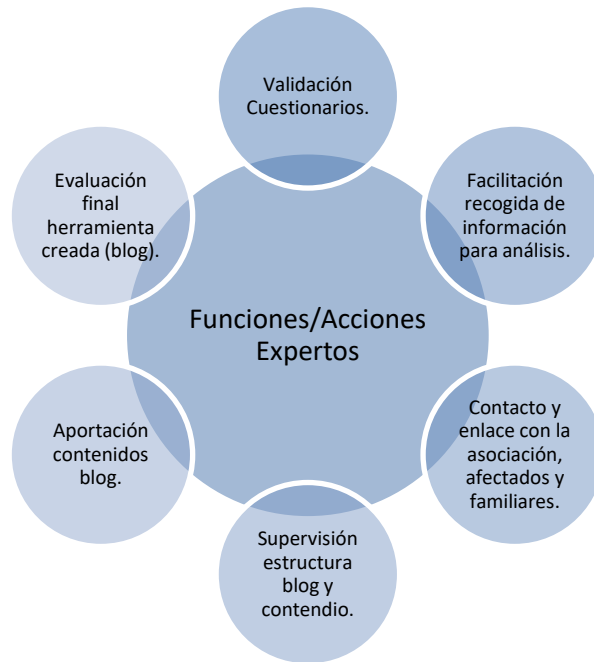 Validación
Cuestionarios.
Facilitación
recogida de
información
para análisis.
Contacto y
enlace con la
asociación,
afectados y
familiares.
Supervisión
estructura
blog y
contendio.
Aportación
contenidos
blog.
Evaluación
final
herramienta
creada (blog).
Funciones/Acciones
Expertos